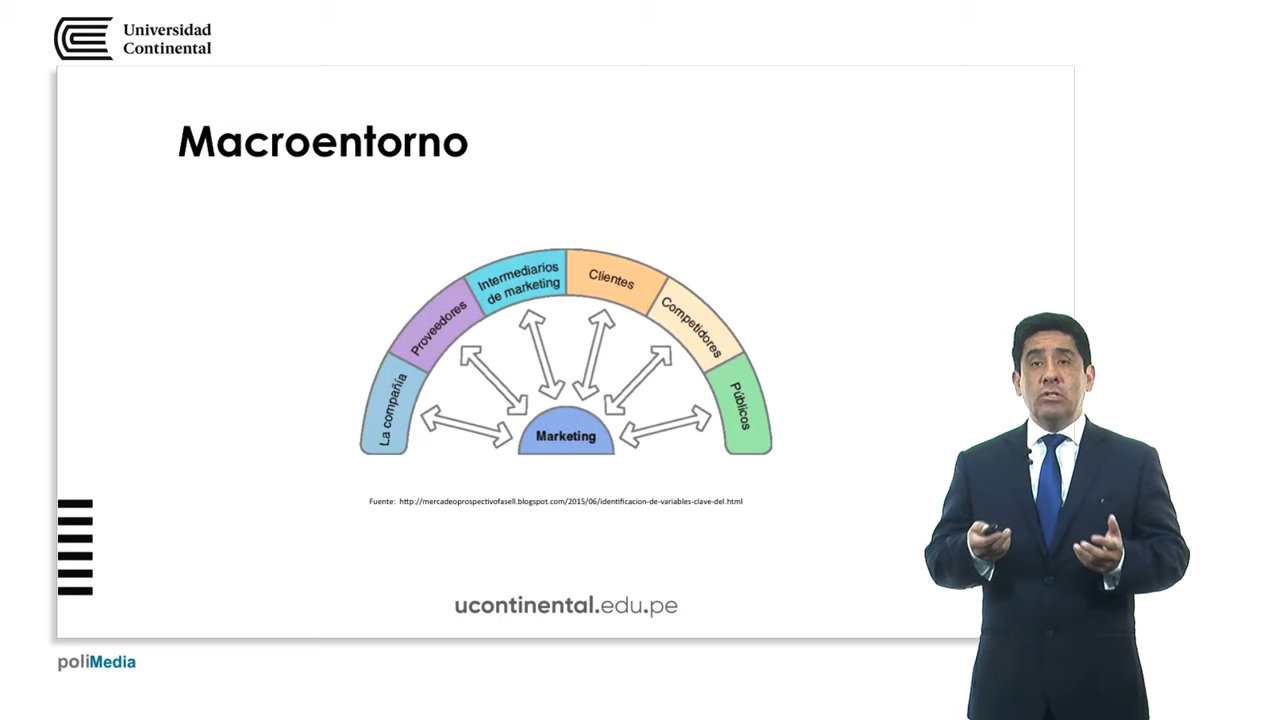 Universidad
Continental
Macroentorno
La compañía
Proveedores
Intermediarios
de marketing
Clientes
Competidores
Públicos
Marketing
Fuente: http://mercadeoprospectivofasell.blogspot.com/2015/06/identificacion-de-variables-clave-del.html
ucontinental.edu.pe
poliMedia